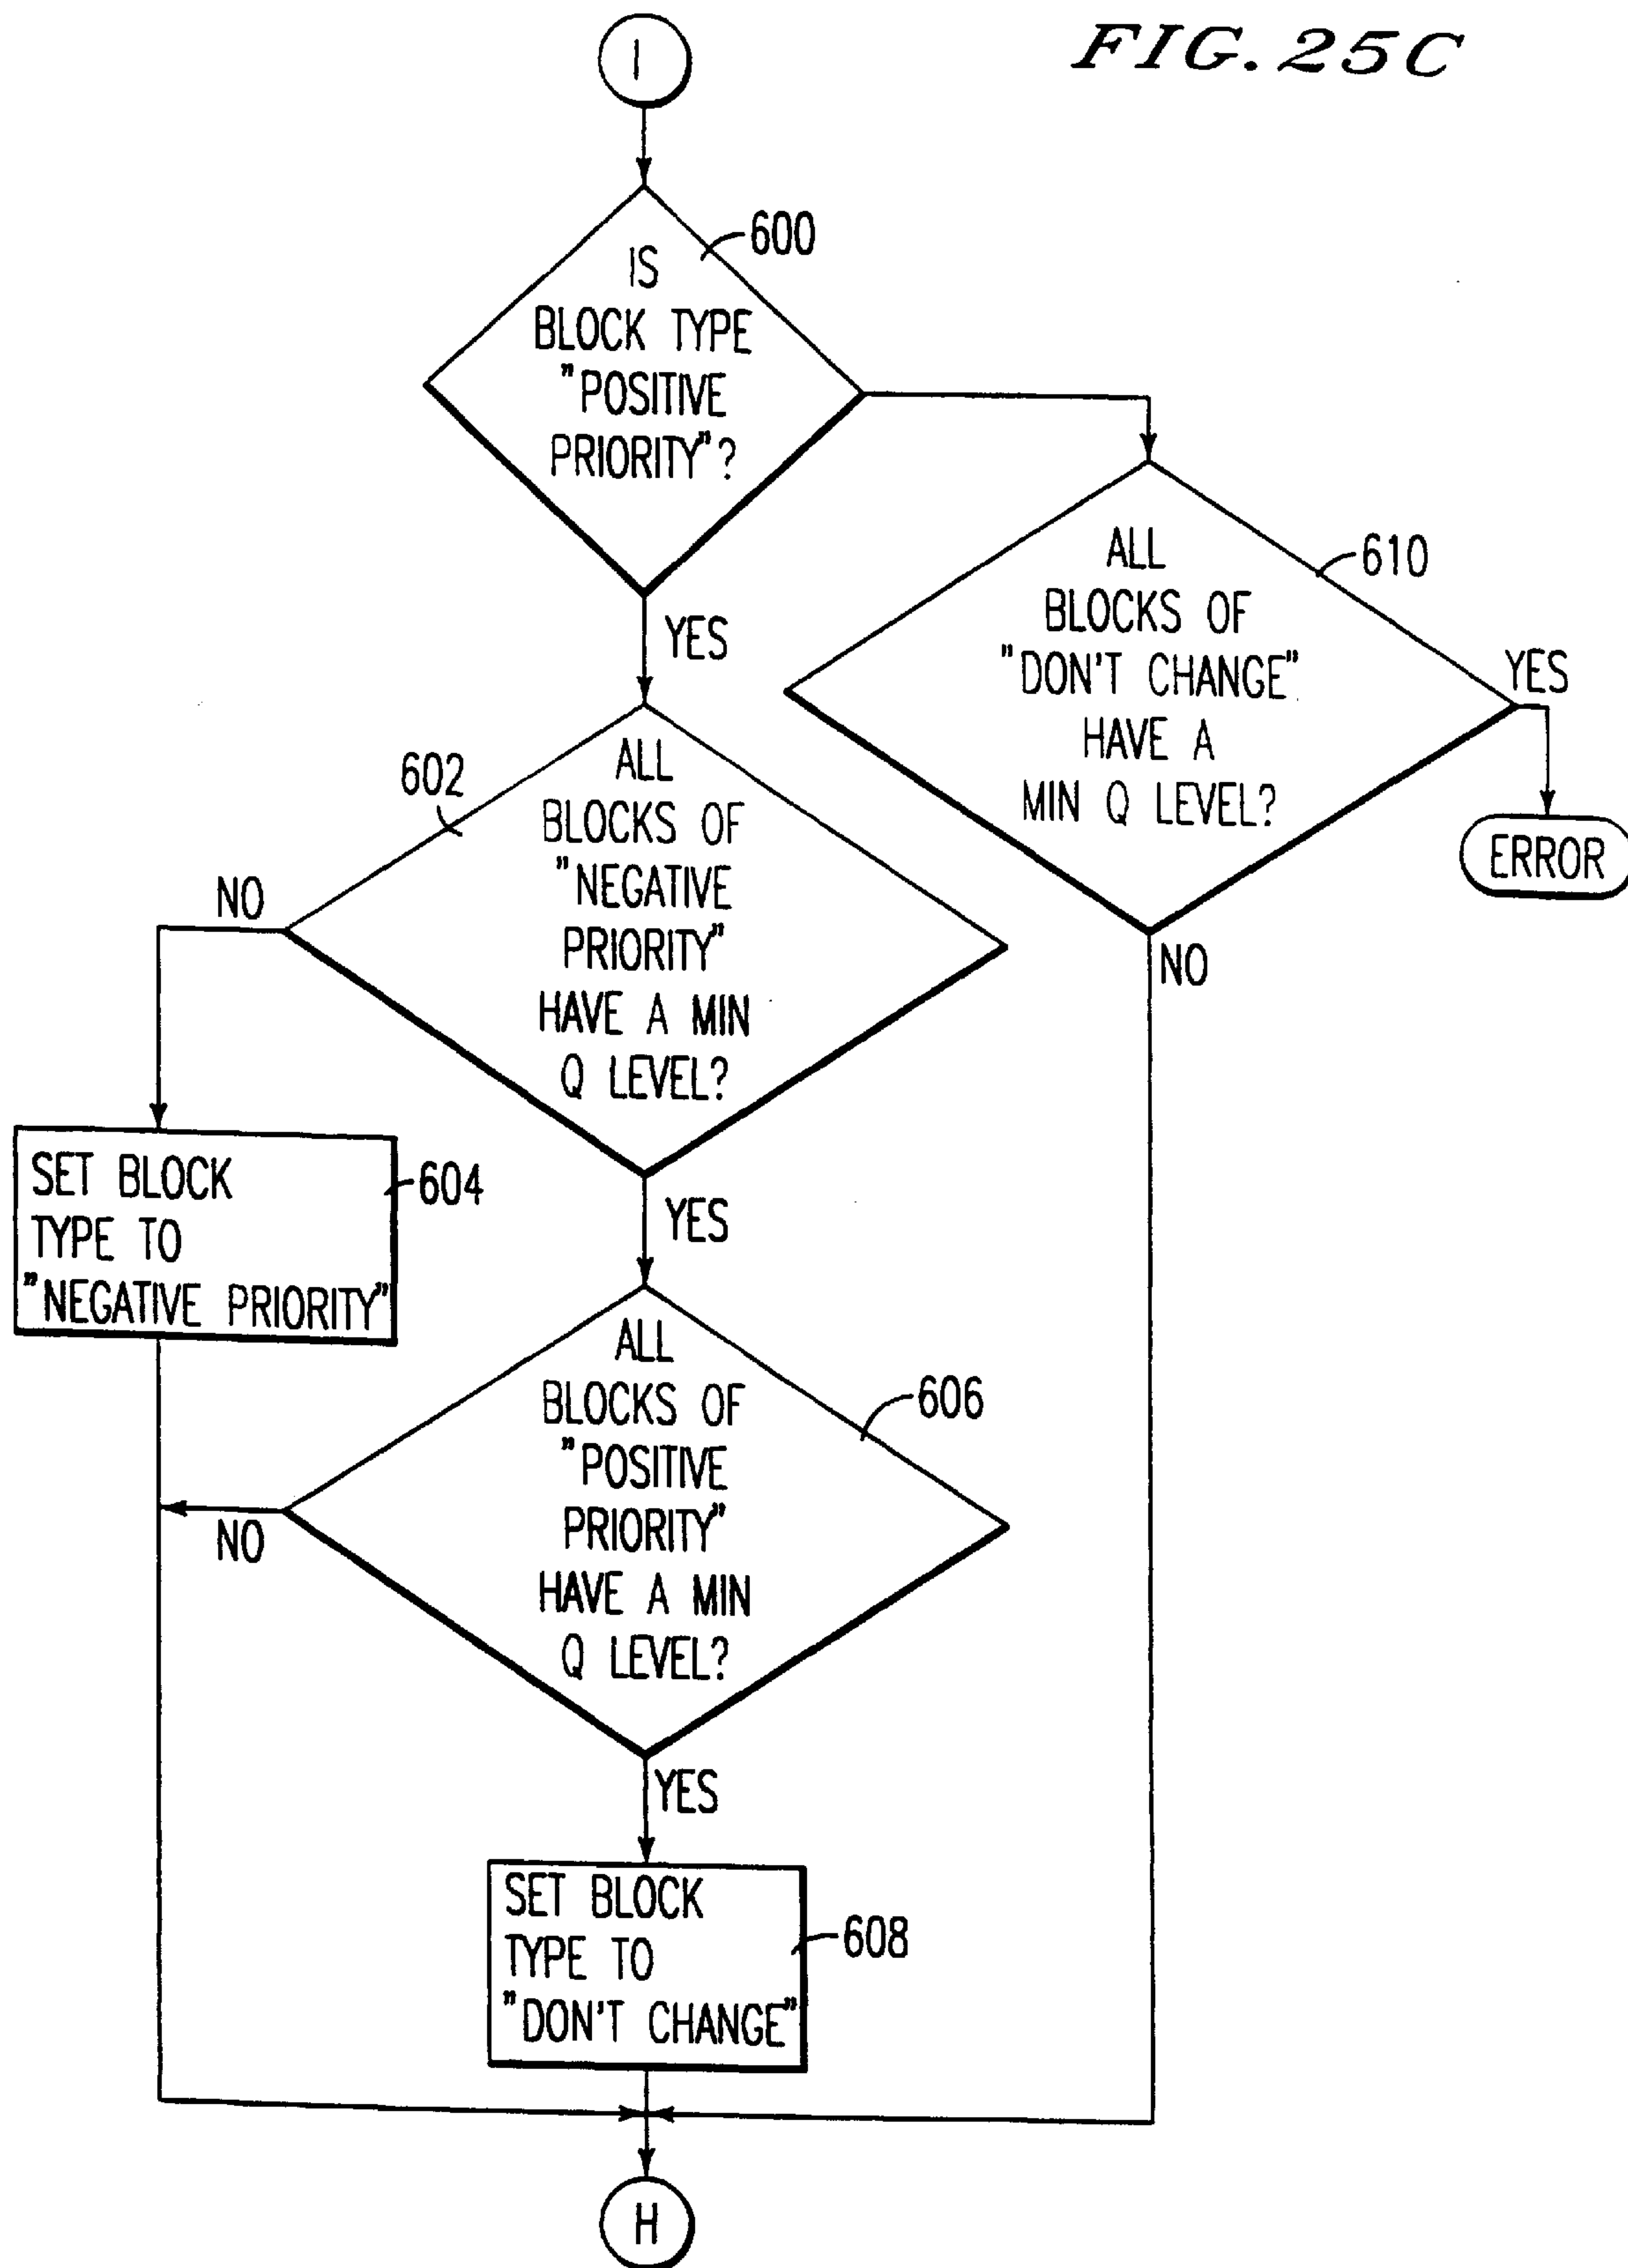 FIG. 25C
I
600
IS
BLOCK TYPE
"POSITIVE
PRIORITY"?
YES
610
ALL
BLOCKS OF
"DON'T CHANGE"
HAVE A
MIN Q LEVEL?
YES
ERROR
NO
602
ALL
BLOCKS OF
"NEGATIVE
PRIORITY"
HAVE A MIN
Q LEVEL?
NO
YES
SET BLOCK
TYPE TO
"NEGATIVE PRIORITY"
604
606
ALL
BLOCKS OF
"POSITIVE
PRIORITY"
HAVE A MIN
Q LEVEL?
NO
YES
SET BLOCK
TYPE TO
"DON'T CHANGE"
608
H